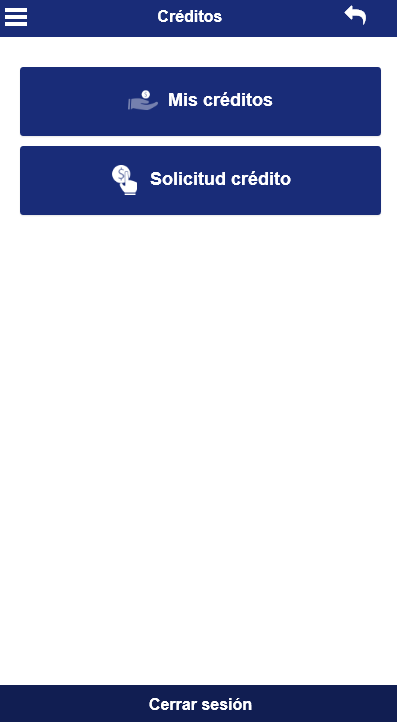 Créditos
Mis créditos
Solicitud crédito
Cerrar sesión